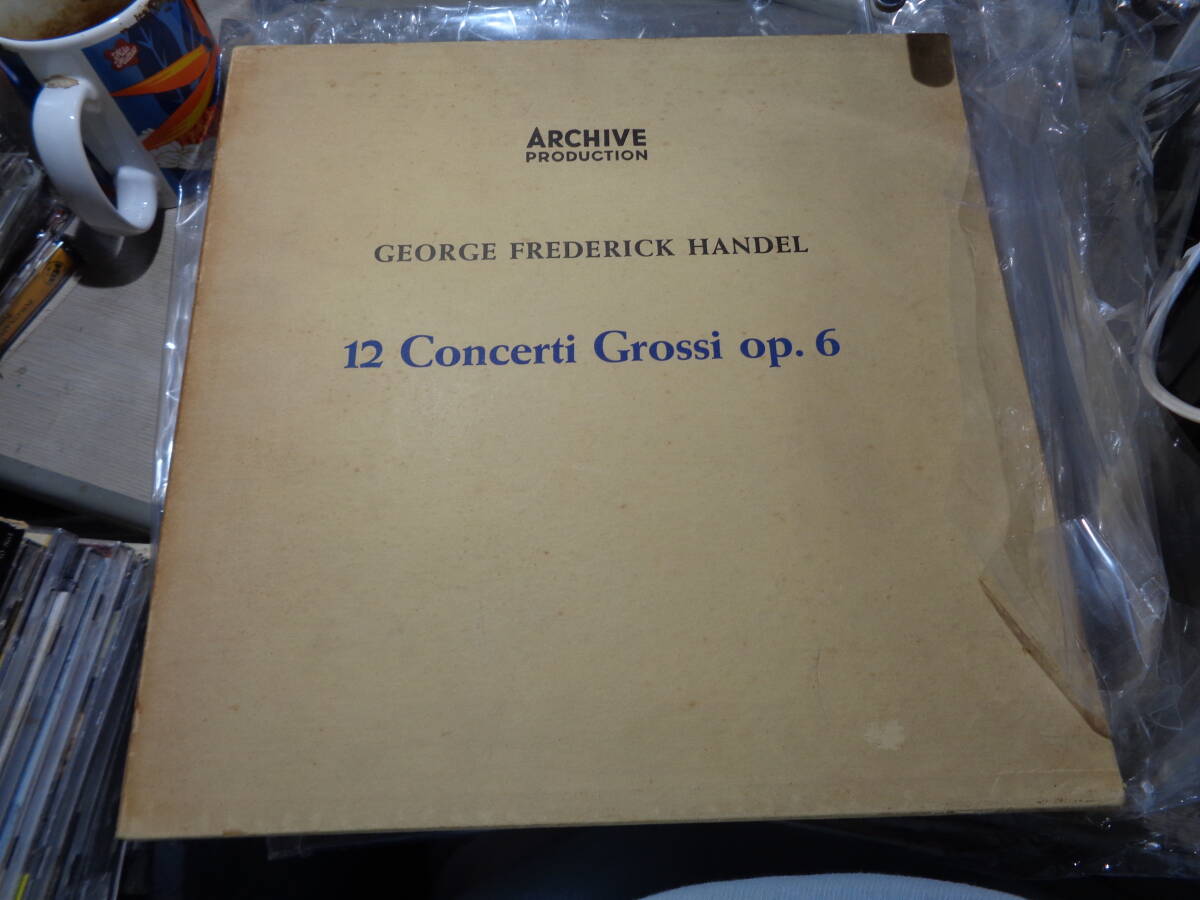 ARCHIVE
PRODUCTION
GEORGE FREDERICK HANDEL
12 Concerti Grossi op. 6